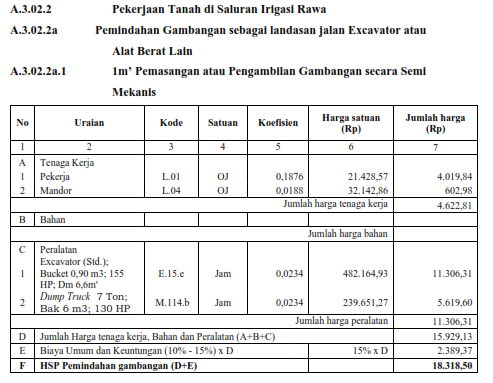 A.3.02.2 Pekerjaan Tanah di Saluran Irigasi Rawa
A.3.02.2a Pemindahan Gambangan sebagai landasan jalan Excavator atau
Alat Berat Lain
A.3.02.2a.1 1m’ Pemasangan atau Pengambilan Gambangan secara Semi
Mekanis
No Uraian Kode Satuan Koefisien Harga satuan (Rp) Jumlah harga (Rp)
1 2 3 4 5 6 7
A Tenaga Kerja
1 Pekerja L.01 OJ 0,1876 21.428,57 4.019,84
2 Mandor L.04 OJ 0,0188 32.142,86 602,98
Jumlah harga tenaga kerja 4.622,81
B Bahan
Jumlah harga bahan
C Peralatan
Excavator (Std.);
1 Bucket 0,90 m3; 155 E.15.e Jam 0,0234 482.164,93 11.306,31
HP; Dm 6,6m'
2 Dump Truck 7 Ton; M.114.b Jam 0,0234 239.651,27 5.619,60
Bak 6 m3; 130 HP
Jumlah harga peralatan 11.306,31
D Jumlah Harga tenaga kerja, Bahan dan Peralatan (A+B+C) 15.929,13
E Biaya Umum dan Keuntungan (10% - 15%) x D 15% x D 2.389,37
F HSP Pemindahan gambangan (D+E) 18.318,50